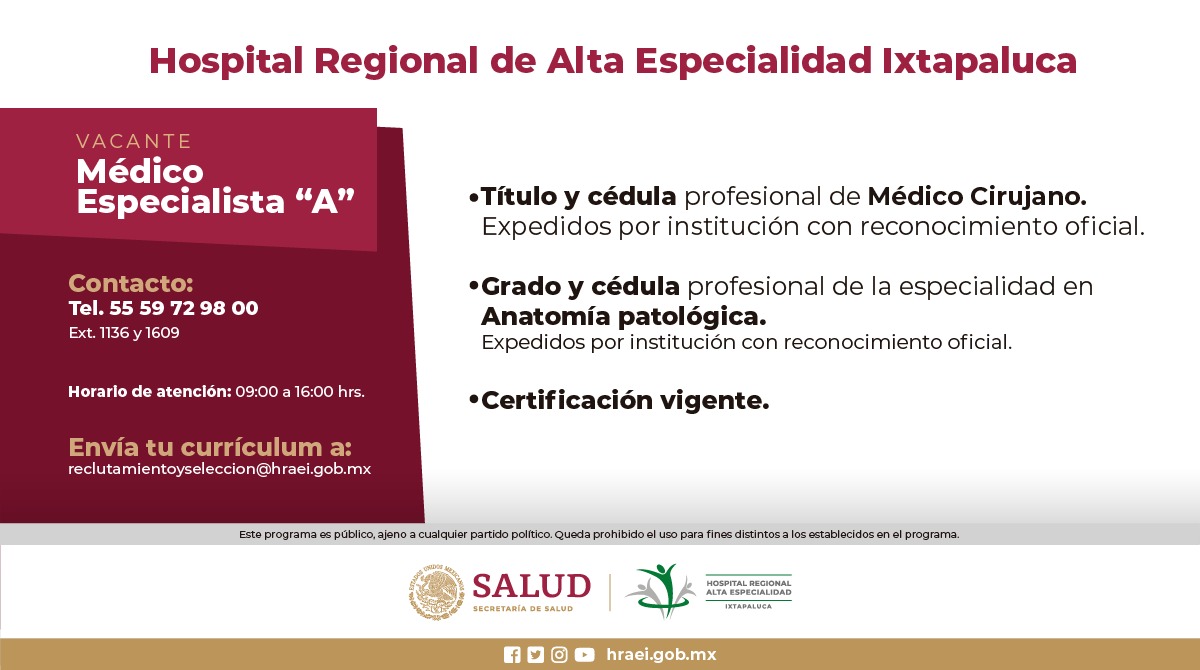 Hospital Regional de Alta Especialidad Ixtapaluca
VACANTE
Médico
Especialista “A”
Contacto:
Tel. 55 59 72 98 00
Ext. 1136 y 1609
Horario de atención: 09:00 a 16:00 hrs.
Envía tu currículum a:
reclutamientoyseleccion@hraei.gob.mx
•Título y cédula profesional de Médico Cirujano.
Expedidos por institución con reconocimiento oficial.
•Grado y cédula profesional de la especialidad en
Anatomía patológica.
Expedidos por institución con reconocimiento oficial.
•Certificación vigente.
Este programa es público, ajeno a cualquier partido político. Queda prohibido el uso para fines distintos a los establecidos en el programa.
ESTADOS UNIDOS MEXICANOS
SALUD
SECRETARÍA DE SALUD
HOSPITAL REGIONAL
ALTA ESPECIALIDAD
IXTAPALUCA
hraei.gob.mx